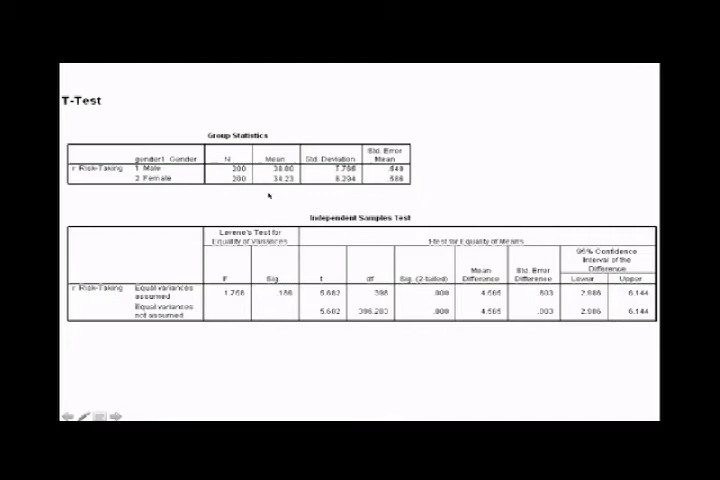 T-Test
Group Statistics
gender1 Gender N Mean Std. Deviation Std. Error Mean
r Risk-Taking 1 Male 200 38.80 7.766 .549
2 Female 200 34.23 8.294 .586
Independent Samples Test
Levene's Test for Equality of Variances t-test for Equality of Means
F Sig. t df Sig. (2-tailed) Mean Difference Std. Error Difference 95% Confidence Interval of the Difference
Lower Upper
r Risk-Taking Equal variances assumed 1.756 .186 5.682 398 .000 4.565 .803 2.986 6.144
Equal variances not assumed 5.682 396.283 .000 4.565 .803 2.986 6.144